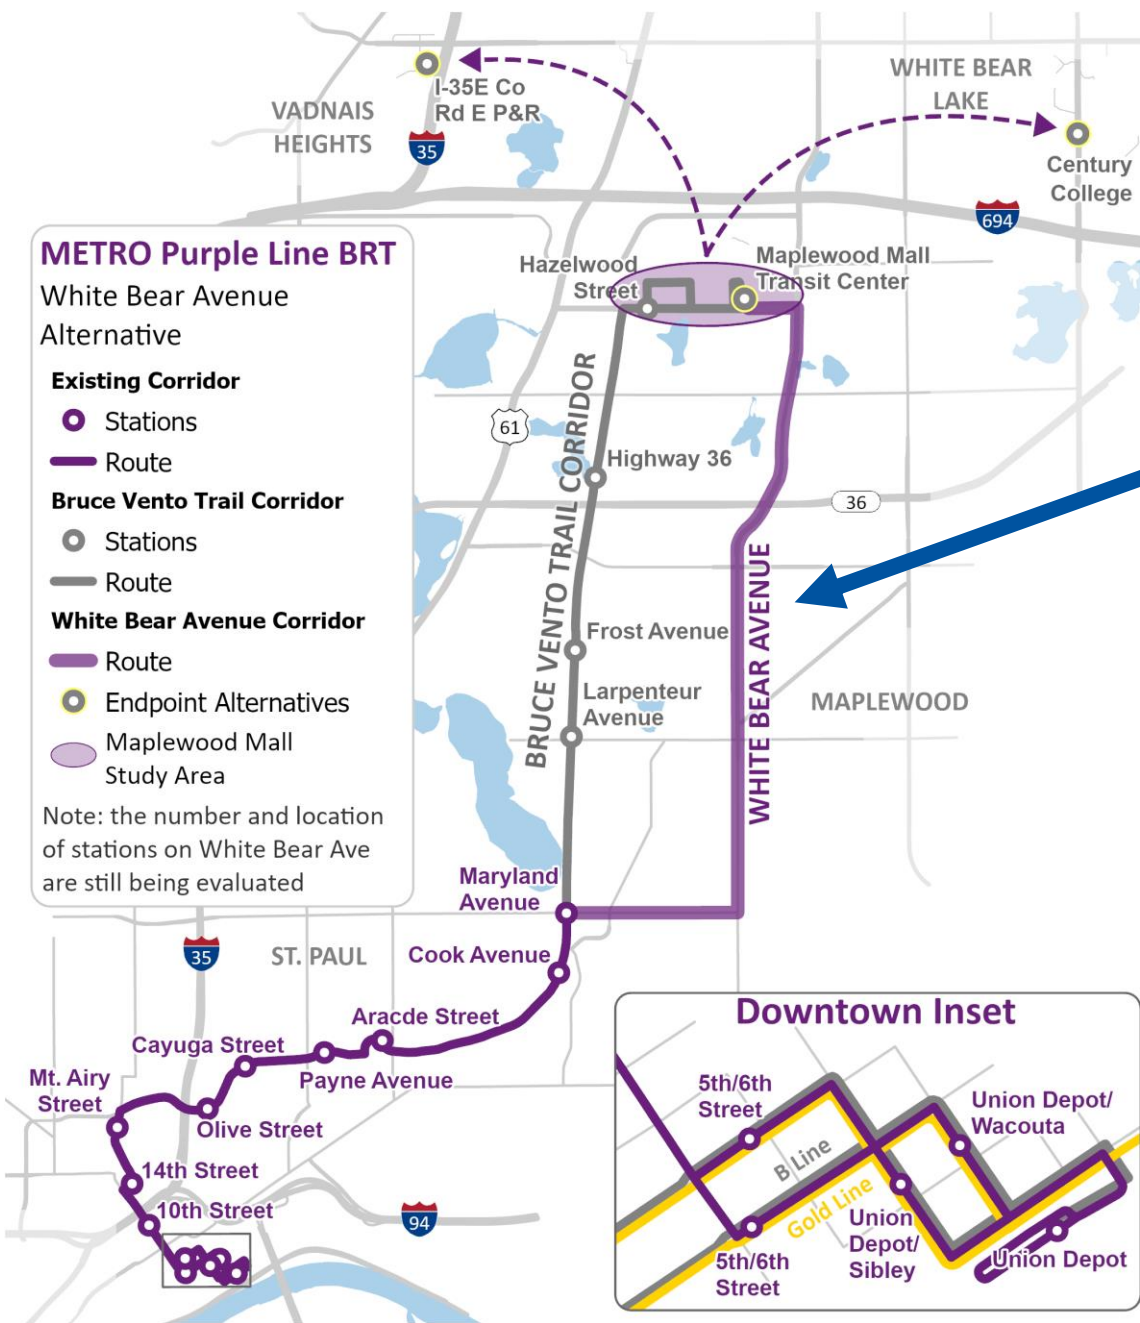 I-35E Co
Rd E P&R
WHITE BEAR
LAKE
VADNAIS
HEIGHTS
35
Century
College
694
METRO Purple Line BRT
White Bear Avenue
Alternative
Existing Corridor
Stations
Route
Bruce Vento Trail Corridor
Stations
Route
White Bear Avenue Corridor
Route
Endpoint Alternatives
Maplewood Mall
Study Area
Note: the number and location
of stations on White Bear Ave
are still being evaluated
Hazelwood
Street
Maplewood Mall
Transit Center
61
BRUCE VENTO TRAIL CORRIDOR
Highway 36
36
WHITE BEAR AVENUE
Frost Avenue
Larpenteur
Avenue
MAPLEWOOD
Maryland
Avenue
35
ST. PAUL
Cook Avenue
Aracde Street
Cayuga Street
Payne Avenue
Mt. Airy
Street
Olive Street
14th Street
10th Street
94
Downtown Inset
5th/6th
Street
Union Depot/
Wacouta
B Line
Gold Line
Union
Depot/
Sibley
5th/6th
Street
Union Depot